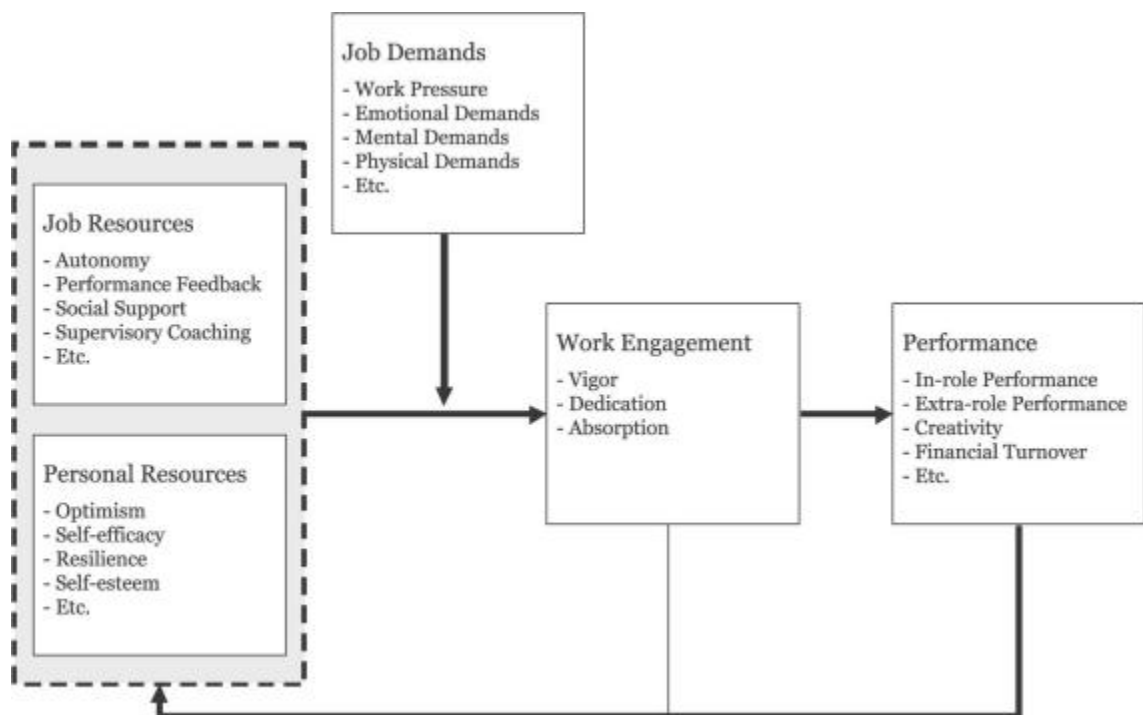 Job Demands
- Work Pressure
- Emotional Demands
- Mental Demands
- Physical Demands
- Etc.
Job Resources
- Autonomy
- Performance Feedback
- Social Support
- Supervisory Coaching
- Etc.
Personal Resources
- Optimism
- Self-efficacy
- Resilience
- Self-esteem
- Etc.
Work Engagement
- Vigor
- Dedication
- Absorption
Performance
- In-role Performance
- Extra-role Performance
- Creativity
- Financial Turnover
- Etc.